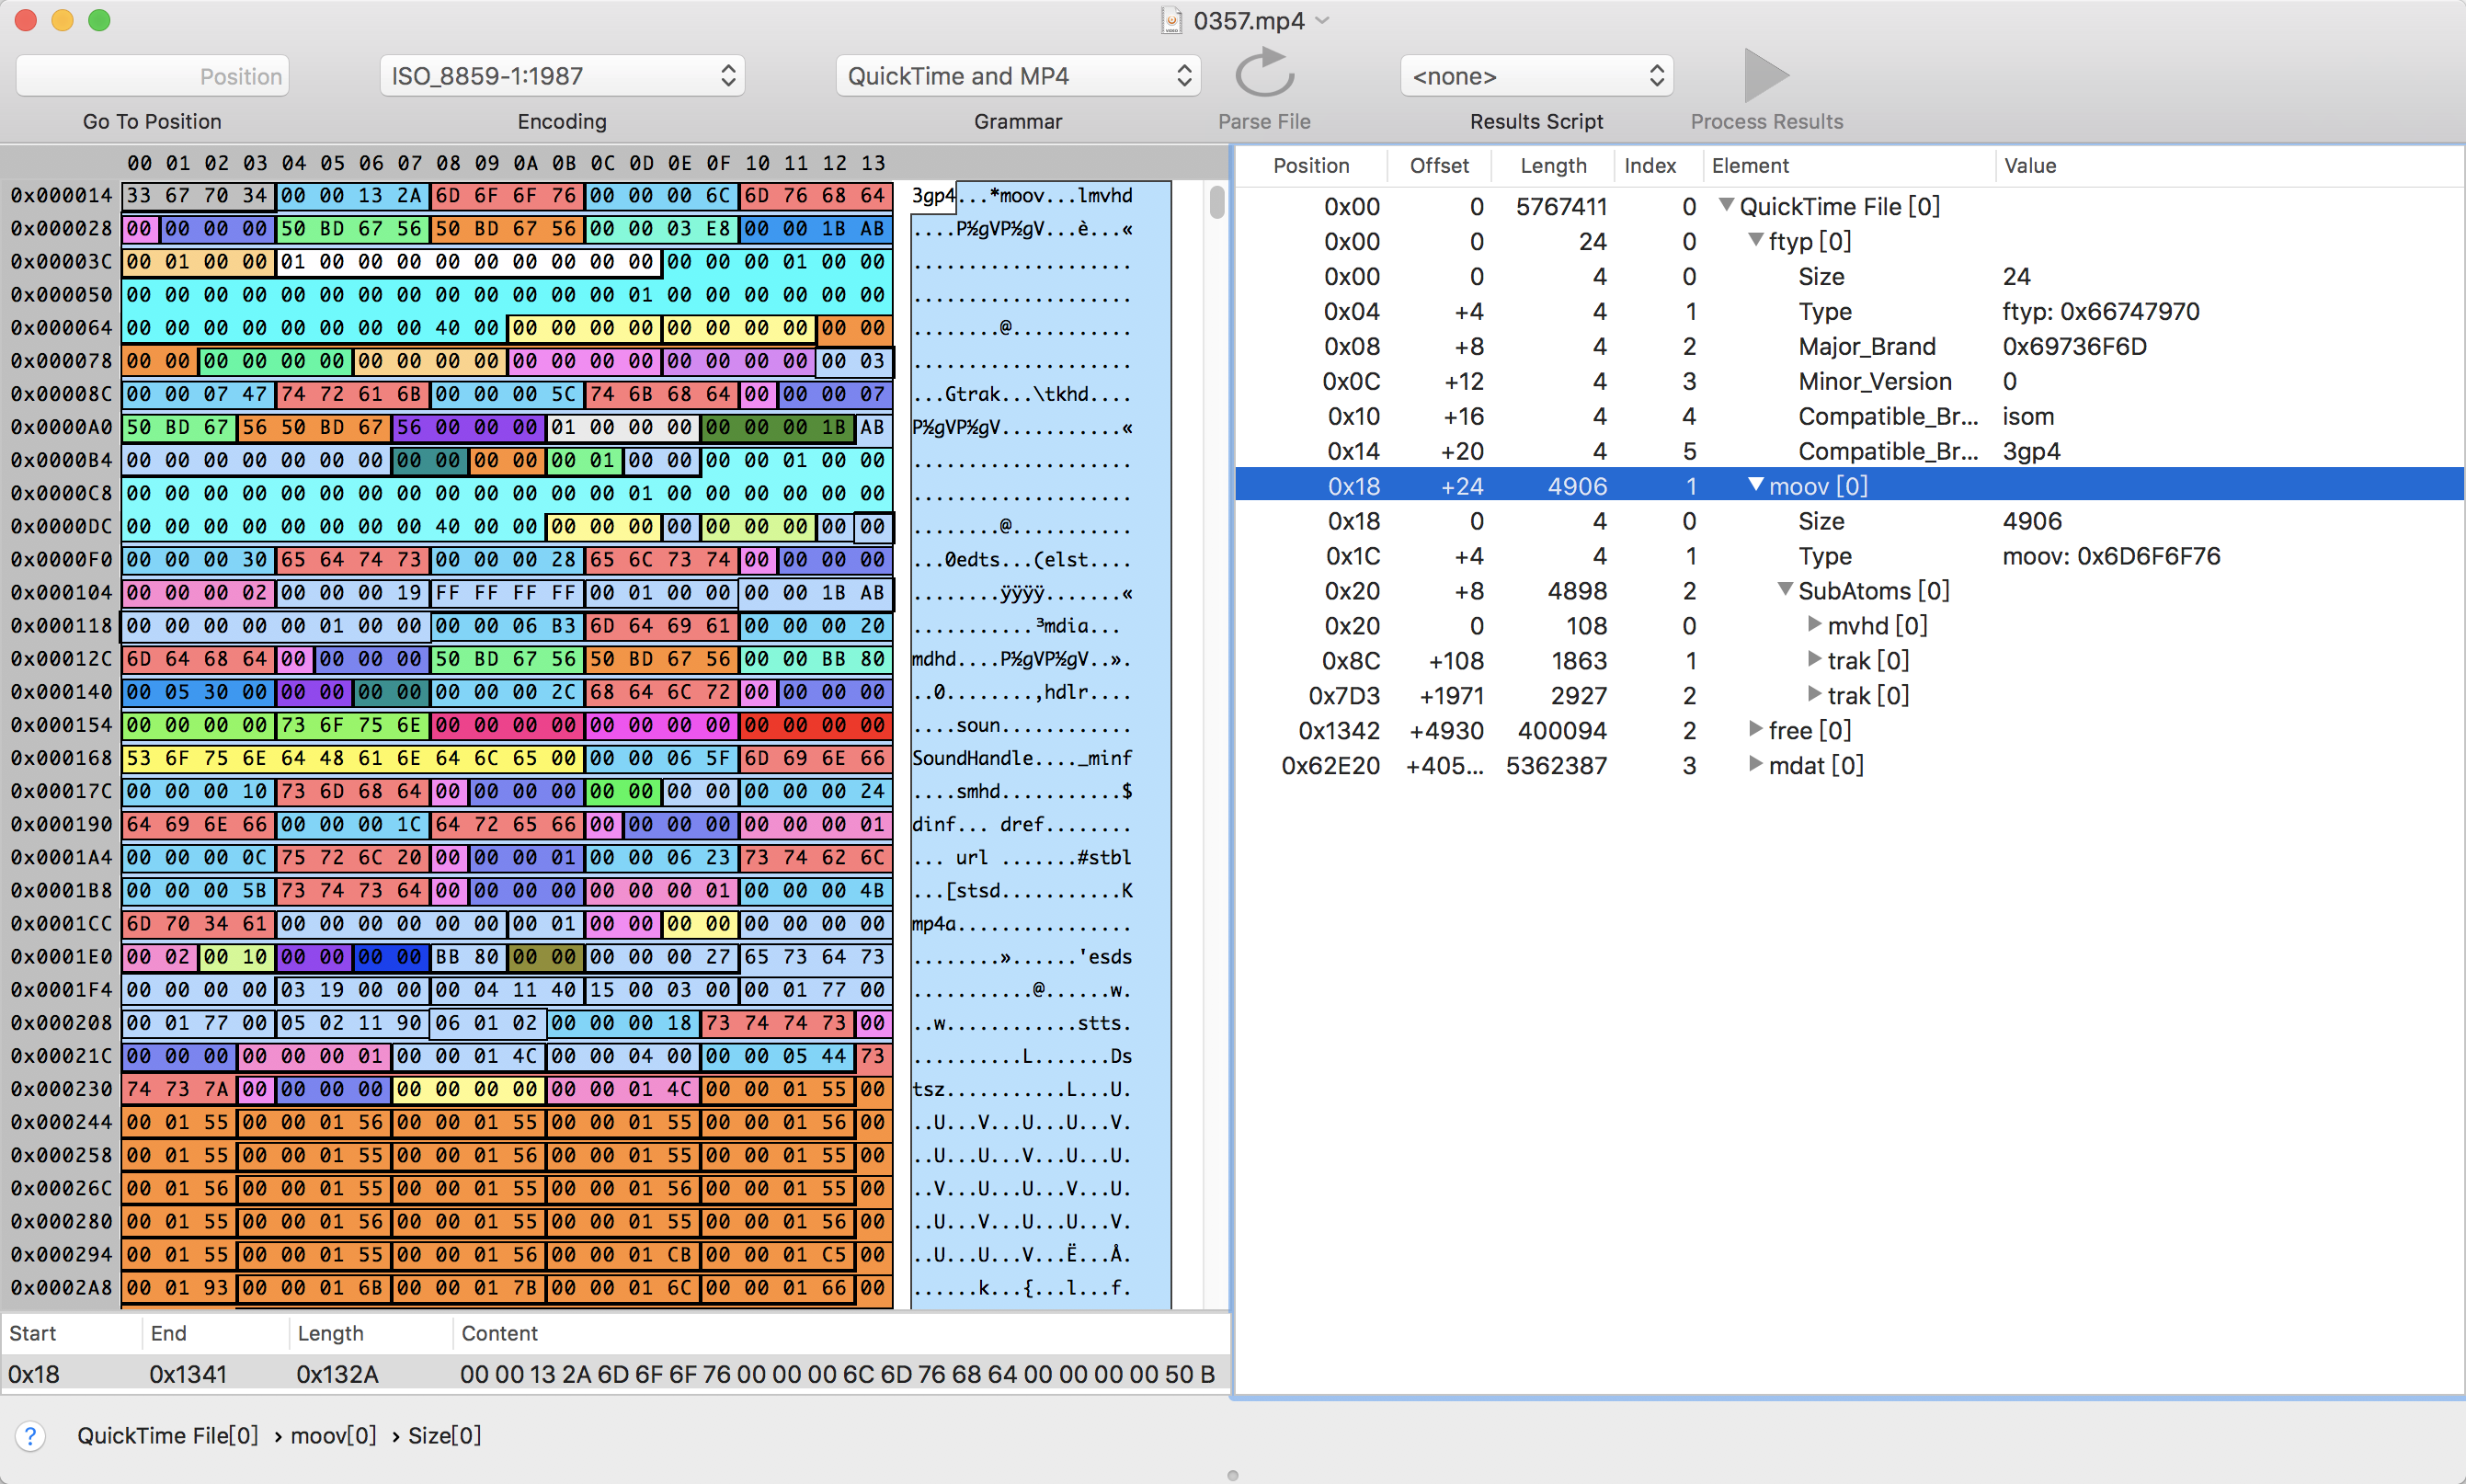 0357.mp4
Position
ISO_8859-1:1987
QuickTime and MP4
<none>
Go To Position
Encoding
Grammar
Parse File
Results Script
Process Results
00 01 02 03 04 05 06 07 08 09 0A 0B 0C 0D 0E 0F 10 11 12 13
0x000014 33 67 70 34 00 00 13 2A 6D 6F 6F 76 00 00 00 6C 6D 76 68 64 3gp4...*moov...lmvhd
0x000028 00 00 00 00 50 BD 67 56 50 BD 67 56 00 00 03 E8 00 00 1B AB ....P½gVP½gV...è...«
0x00003C 00 01 00 00 01 00 00 00 00 00 00 00 00 00 00 00 00 01 00 00 ....................
0x000050 00 00 00 00 00 00 00 00 00 00 00 00 00 01 00 00 00 00 00 00 ....................
0x000064 00 00 00 00 00 00 00 00 40 00 00 00 00 00 00 00 00 00 00 00 ........@...........
0x000078 00 00 00 00 00 00 00 00 00 00 00 00 00 00 00 00 00 00 00 03 ....................
0x00008C 00 00 07 47 74 72 61 6B 00 00 00 5C 74 6B 68 64 00 00 00 07 ...Gtrak...\tkhd....
0x0000A0 50 BD 67 56 50 BD 67 56 00 00 00 01 00 00 00 00 00 00 1B AB P½gVP½gV...........«
0x0000B4 00 00 00 00 00 00 00 00 00 00 00 01 00 00 00 00 00 01 00 00 ....................
0x0000C8 00 00 00 00 00 00 00 00 00 00 00 00 00 01 00 00 00 00 00 00 ....................
0x0000DC 00 00 00 00 00 00 00 00 40 00 00 00 00 00 00 00 00 00 00 00 ........@...........
0x0000F0 00 00 00 30 65 64 74 73 00 00 00 28 65 6C 73 74 00 00 00 00 ...0edts...(elst....
0x000104 00 00 00 02 00 00 00 19 FF FF FF FF 00 01 00 00 00 00 1B AB ........ÿÿÿÿ.......«
0x000118 00 00 00 00 00 01 00 00 00 00 06 B3 6D 64 69 61 00 00 00 20 ...........³mdia...
0x00012C 6D 64 68 64 00 00 00 00 50 BD 67 56 50 BD 67 56 00 00 BB 80 mdhd....P½gVP½gV..».
0x000140 00 05 30 00 00 00 00 00 00 00 00 2C 68 64 6C 72 00 00 00 00 ..0........,hdlr....
0x000154 00 00 00 00 73 6F 75 6E 00 00 00 00 00 00 00 00 00 00 00 00 ....soun............
0x000168 53 6F 75 6E 64 48 61 6E 64 6C 65 00 00 00 06 5F 6D 69 6E 66 SoundHandle...._minf
0x00017C 00 00 00 10 73 6D 68 64 00 00 00 00 00 00 00 00 00 00 00 24 ....smhd...........$
0x000190 64 69 6E 66 00 00 00 1C 64 72 65 66 00 00 00 00 00 00 00 01 dinf... dref........
0x0001A4 00 00 00 0C 75 72 6C 20 00 00 00 01 00 00 06 23 73 74 62 6C ... url .......#stbl
0x0001B8 00 00 00 5B 73 74 73 64 00 00 00 00 00 00 00 01 00 00 00 4B ...[stsd...........K
0x0001CC 6D 70 34 61 00 00 00 00 00 00 00 01 00 00 00 00 00 00 00 00 mp4a................
0x0001E0 00 02 00 10 00 00 00 00 BB 80 00 00 00 00 00 27 65 73 64 73 ........»......'esds
0x0001F4 00 00 00 00 03 19 00 00 00 04 11 40 15 00 03 00 00 01 77 00 ...........@......w.
0x000208 00 01 77 00 05 02 11 90 06 01 02 00 00 00 18 73 74 74 73 00 ..w............stts.
0x00021C 00 00 00 00 00 00 01 00 00 01 4C 00 00 04 00 00 00 05 44 73 ..........L.......Ds
0x000230 74 73 7A 00 00 00 00 00 00 00 00 00 00 01 4C 00 00 01 55 00 tsz...........L...U.
0x000244 00 01 55 00 00 01 56 00 00 01 55 00 00 01 55 00 00 01 56 00 ..U...V...U...U...V.
0x000258 00 01 55 00 00 01 55 00 00 01 56 00 00 01 55 00 00 01 55 00 ..U...U...V...U...U.
0x00026C 00 01 56 00 00 01 55 00 00 01 55 00 00 01 56 00 00 01 55 00 ..V...U...U...V...U.
0x000280 00 01 55 00 00 01 56 00 00 01 55 00 00 01 55 00 00 01 56 00 ..U...V...U...U...V.
0x000294 00 01 55 00 00 01 55 00 00 01 56 00 00 01 CB 00 00 01 C5 00 ..U...U...V...Ë...Å.
0x0002A8 00 01 93 00 00 01 6B 00 00 01 7B 00 00 01 6C 00 00 01 66 00 ......k...{...l...f.
Start End Length Content
0x18 0x1341 0x132A 00 00 13 2A 6D 6F 6F 76 00 00 00 6C 6D 76 68 64 00 00 00 00 50 B
Position Offset Length Index Element Value
0x00 0 5767411 0 QuickTime File [0]
0x00 0 24 0 ftyp [0]
0x00 0 4 0 Size 24
0x04 +4 4 1 Type ftyp: 0x66747970
0x08 +8 4 2 Major_Brand 0x69736F6D
0x0C +12 4 3 Minor_Version 0
0x10 +16 4 4 Compatible_Br... isom
0x14 +20 4 5 Compatible_Br... 3gp4
0x18 +24 4906 1 moov [0]
0x18 0 4 0 Size 4906
0x1C +4 4 1 Type moov: 0x6D6F6F76
0x20 +8 4898 2 SubAtoms [0]
0x20 0 108 0 mvhd [0]
0x8C +108 1863 1 trak [0]
0x7D3 +1971 2927 2 trak [0]
0x1342 +4930 400094 2 free [0]
0x62E20 +405... 5362387 3 mdat [0]
? QuickTime File[0] › moov[0] › Size[0]